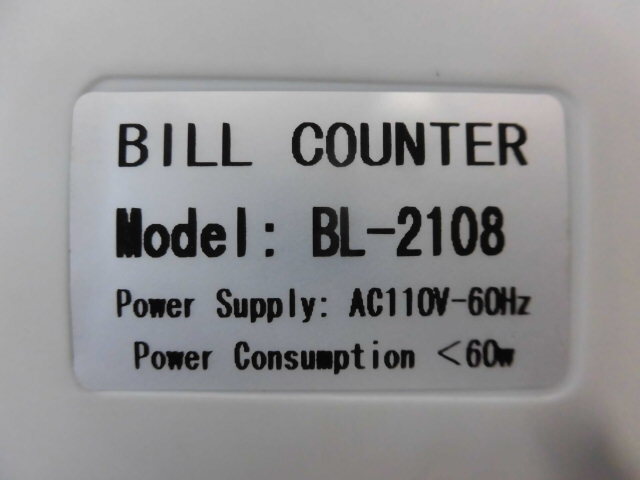 BILL COUNTER
Model: BL-2108
Power Supply: AC110V-60Hz
Power Consumption <60w